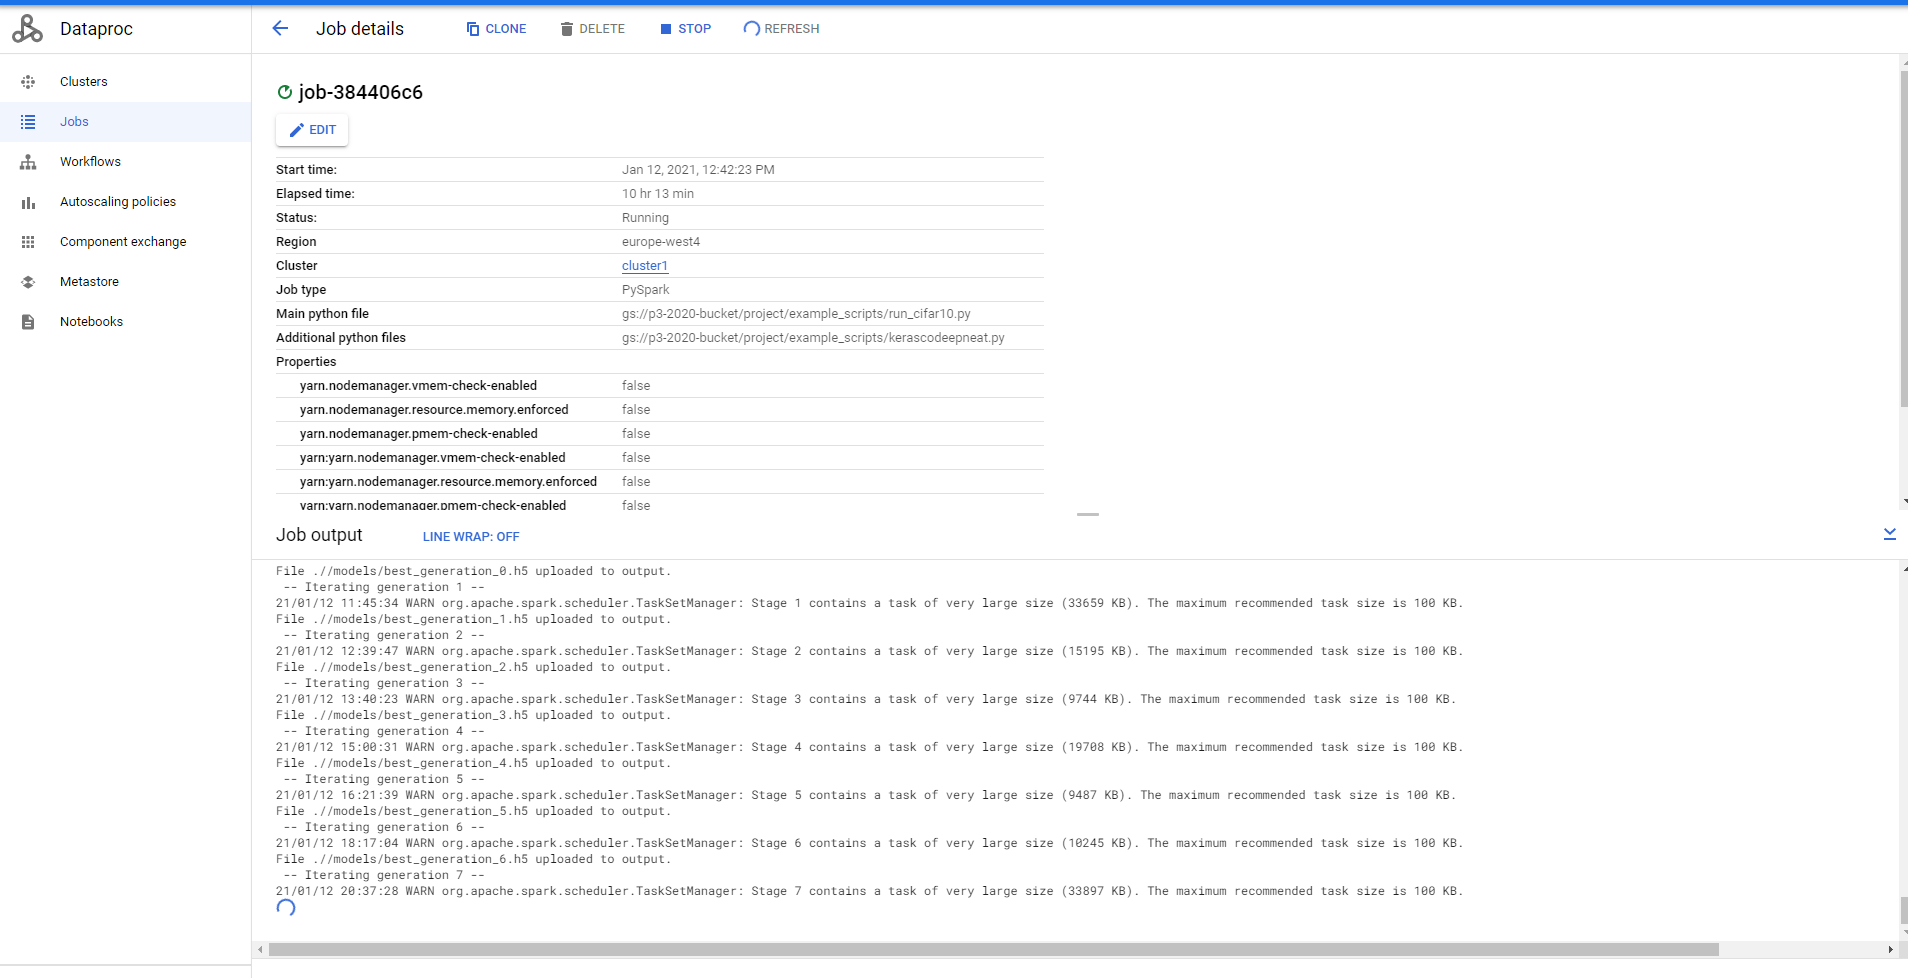 Dataproc
Job details
CLONE
DELETE
STOP
REFRESH
Clusters
Jobs
Workflows
Autoscaling policies
Component exchange
Metastore
Notebooks
job-384406c6
EDIT
Start time: Jan 12, 2021, 12:42:23 PM
Elapsed time: 10 hr 13 min
Status: Running
Region europe-west4
Cluster cluster1
Job type PySpark
Main python file gs://p3-2020-bucket/project/example_scripts/run_cifar10.py
Additional python files gs://p3-2020-bucket/project/example_scripts/kerascodeepneat.py
Properties
yarn.nodemanager.vmem-check-enabled false
yarn.nodemanager.resource.memory.enforced false
yarn.nodemanager.pmem-check-enabled false
yarn:yarn.nodemanager.vmem-check-enabled false
yarn:yarn.nodemanager.resource.memory.enforced false
yarn:yarn.nodemanager.pmem-check-enabled false
Job output
LINE WRAP: OFF
File .//models/best_generation_0.h5 uploaded to output.
-- Iterating generation 1 --
21/01/12 11:45:34 WARN org.apache.spark.scheduler.TaskSetManager: Stage 1 contains a task of very large size (33659 KB). The maximum recommended task size is 100 KB.
File .//models/best_generation_1.h5 uploaded to output.
-- Iterating generation 2 --
21/01/12 12:39:47 WARN org.apache.spark.scheduler.TaskSetManager: Stage 2 contains a task of very large size (15195 KB). The maximum recommended task size is 100 KB.
File .//models/best_generation_2.h5 uploaded to output.
-- Iterating generation 3 --
21/01/12 13:40:23 WARN org.apache.spark.scheduler.TaskSetManager: Stage 3 contains a task of very large size (9744 KB). The maximum recommended task size is 100 KB.
File .//models/best_generation_3.h5 uploaded to output.
-- Iterating generation 4 --
21/01/12 15:00:31 WARN org.apache.spark.scheduler.TaskSetManager: Stage 4 contains a task of very large size (19708 KB). The maximum recommended task size is 100 KB.
File .//models/best_generation_4.h5 uploaded to output.
-- Iterating generation 5 --
21/01/12 16:21:39 WARN org.apache.spark.scheduler.TaskSetManager: Stage 5 contains a task of very large size (9487 KB). The maximum recommended task size is 100 KB.
File .//models/best_generation_5.h5 uploaded to output.
-- Iterating generation 6 --
21/01/12 18:17:04 WARN org.apache.spark.scheduler.TaskSetManager: Stage 6 contains a task of very large size (10245 KB). The maximum recommended task size is 100 KB.
File .//models/best_generation_6.h5 uploaded to output.
-- Iterating generation 7 --
21/01/12 20:37:28 WARN org.apache.spark.scheduler.TaskSetManager: Stage 7 contains a task of very large size (33897 KB). The maximum recommended task size is 100 KB.